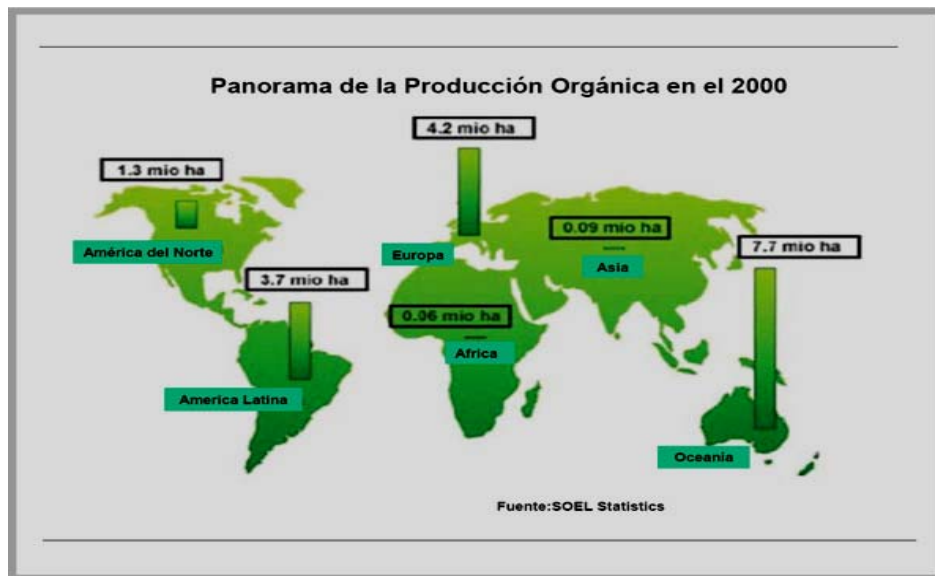 Panorama de la Producción Orgánica en el 2000
4.2 mio ha
1.3 mio ha
0.09 mio ha
América del Norte
Europa
7.7 mio ha
Asia
3.7 mio ha
0.06 mio ha
Africa
America Latina
Oceanía
Fuente:SOEL Statistics